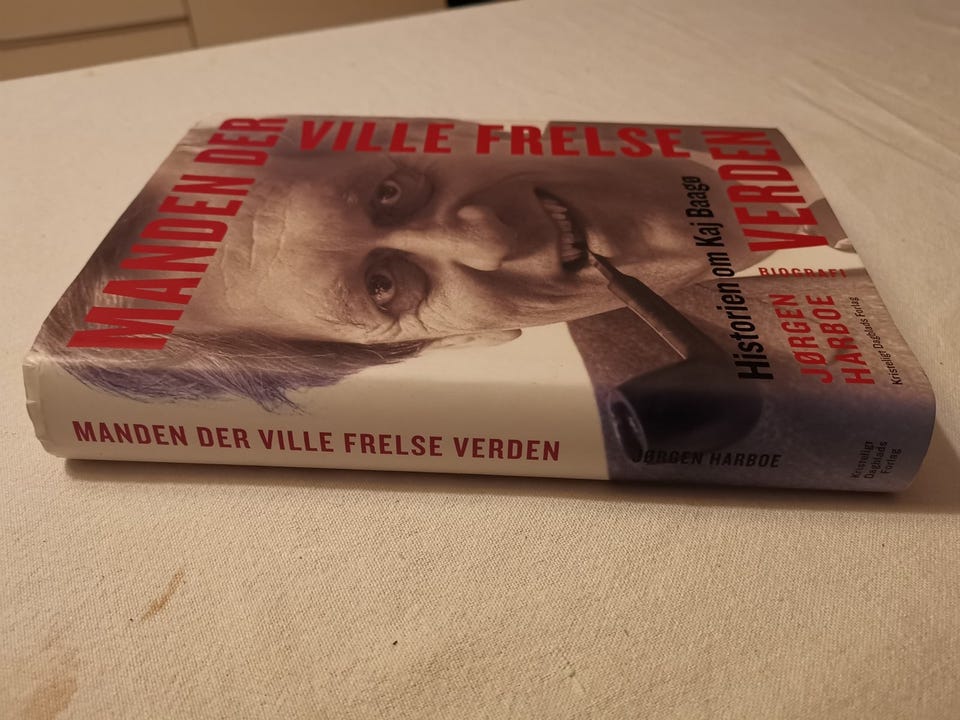 MANDEN DER
VILLE FRELSE
VERDEN
Historien om Kaj Baagø
BIOGRAFI
JØRGEN
HARBOE
Kristeligt Dagblads Forlag
MANDEN DER VILLE FRELSE VERDEN
JØRGEN HARBOE
Kristeligt
Dagblads
Forlag